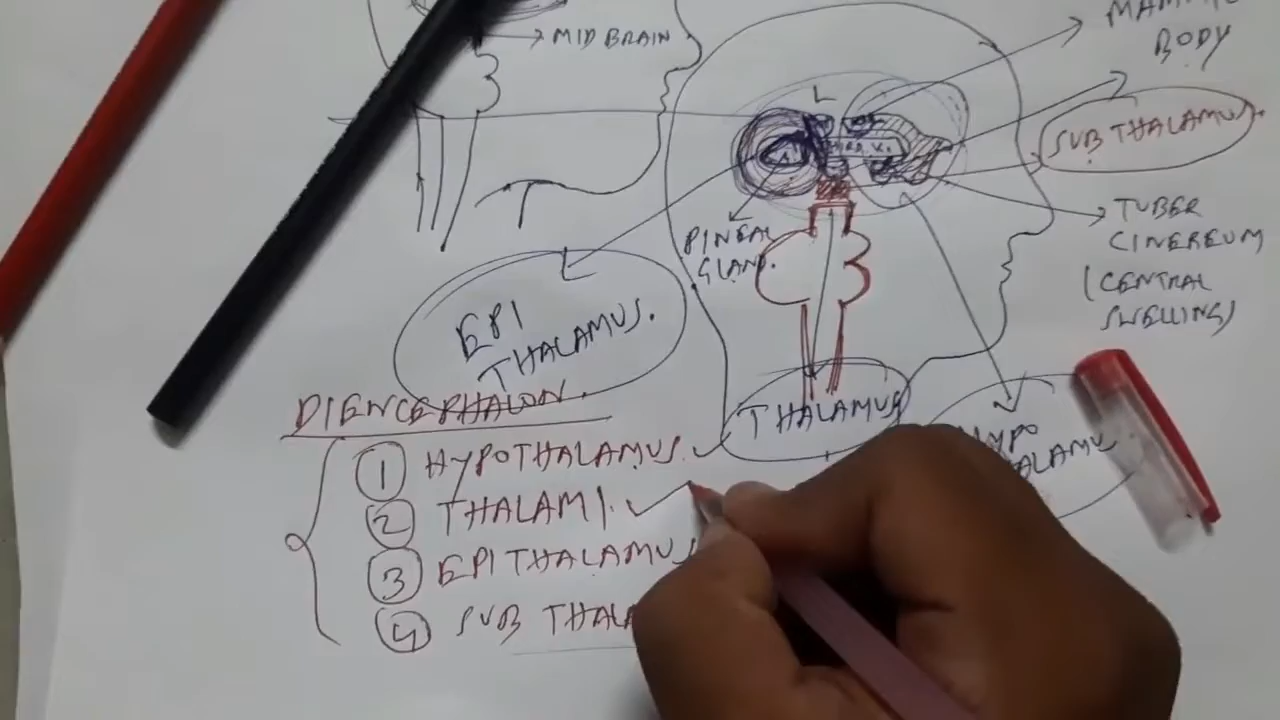 MID BRAIN
BODY
SUB THALAMUS.
TUBER
CINEREUM
(CENTRAL
SWELLING)
PINEAL
GLAND.
EPI
THALAMUS.
THALAMUS
DIENCEPHALON.
1 HYPOTHALAMUS.
2 THALAMI.
3 EPITHALAMUS
4 SUB